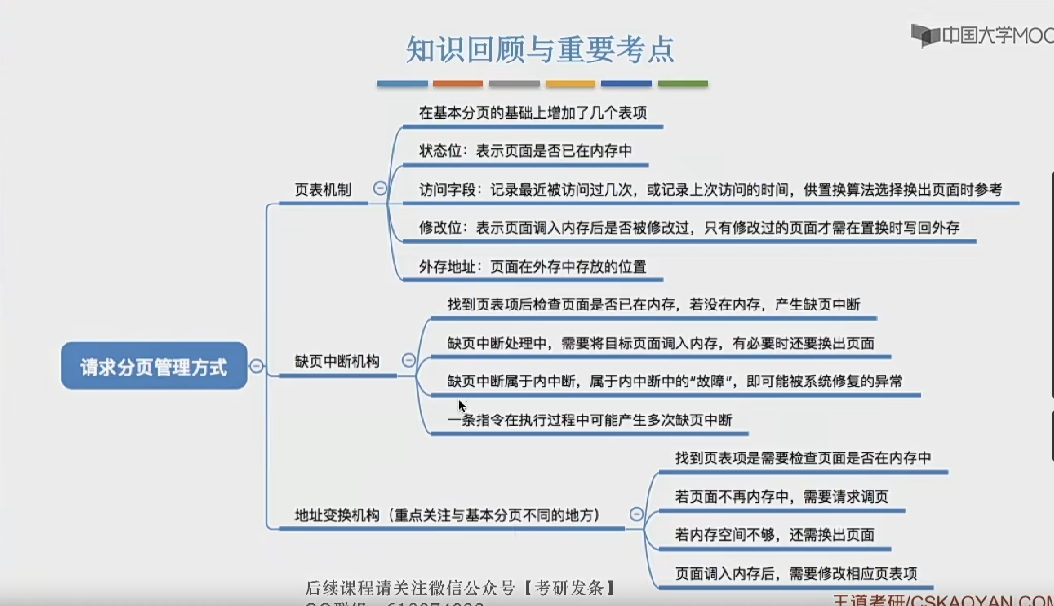 中国大学MOO
知识回顾与重要考点
在基本分页的基础上增加了几个表项
状态位：表示页面是否已在内存中
页表机制
访问字段：记录最近被访问过几次，或记录上次访问的时间，供置换算法选择换出页面时参考
修改位：表示页面调入内存后是否被修改过，只有修改过的页面才需在置换时写回外存
外存地址：页面在外存中存放的位置
找到页表项后检查页面是否已在内存，若没在内存，产生缺页中断
缺页中断处理中，需要将目标页面调入内存，有必要时还要换出页面
请求分页管理方式
缺页中断机构
缺页中断属于内中断，属于内中断中的“故障”，即可能被系统修复的异常
一条指令在执行过程中可能产生多次缺页中断
找到页表项是需要检查页面是否在内存中
若页面不再内存中，需要请求调页
地址变换机构（重点关注与基本分页不同的地方）
若内存空间不够，还需换出页面
页面调入内存后，需要修改相应页表项
后续课程请关注微信公众号【考研发条】
王道考研/CSKAOYAN.COM